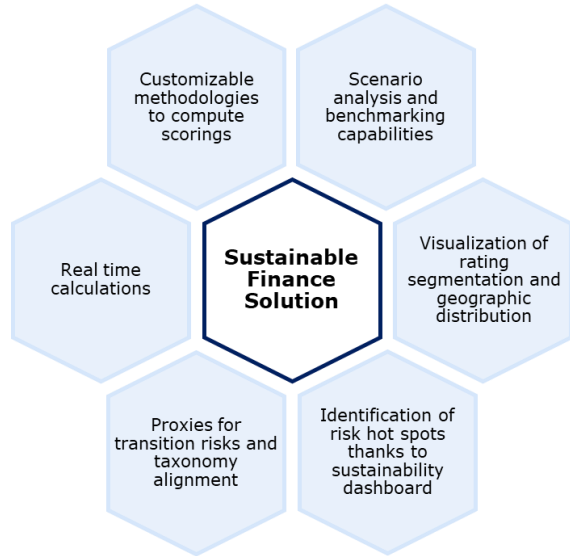 Customizable
methodologies
to compute
scorings
Scenario
analysis and
benchmarking
capabilities
Real time
calculations
Sustainable
Finance
Solution
Visualization of
rating
segmentation and
geographic
distribution
Proxies for
transition risks and
taxonomy
alignment
Identification of
risk hot spots
thanks to
sustainability
dashboard